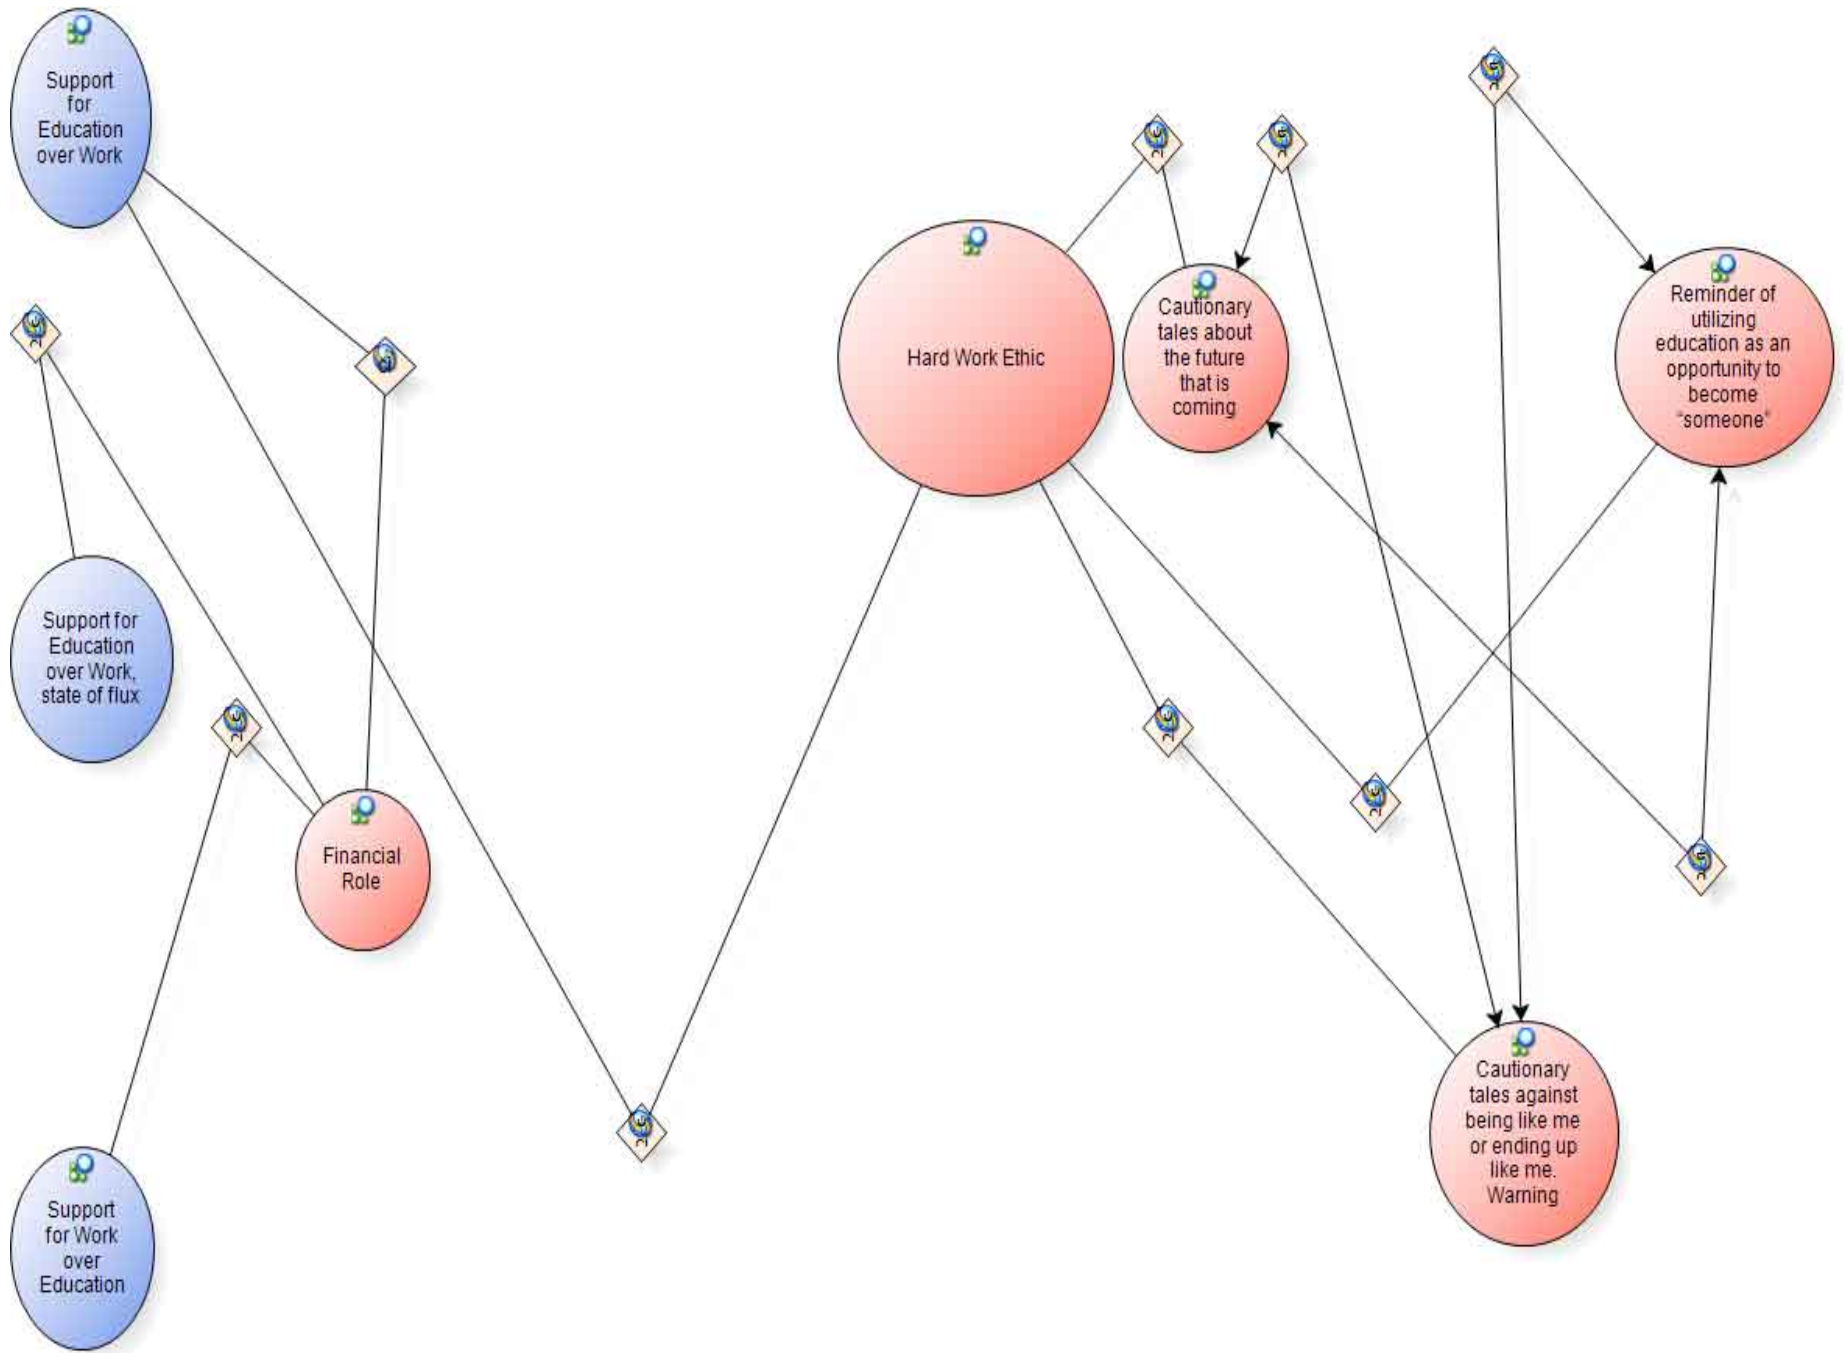 Support
for
Education
over Work
Support for
Education
over Work,
state of flux
Financial
Role
Support
for Work
over
Education
Hard Work Ethic
Cautionary
tales about
the future
that is
coming
Reminder of
utilizing
education as an
opportunity to
become
"someone"
Cautionary
tales against
being like me
or ending up
like me.
Warning